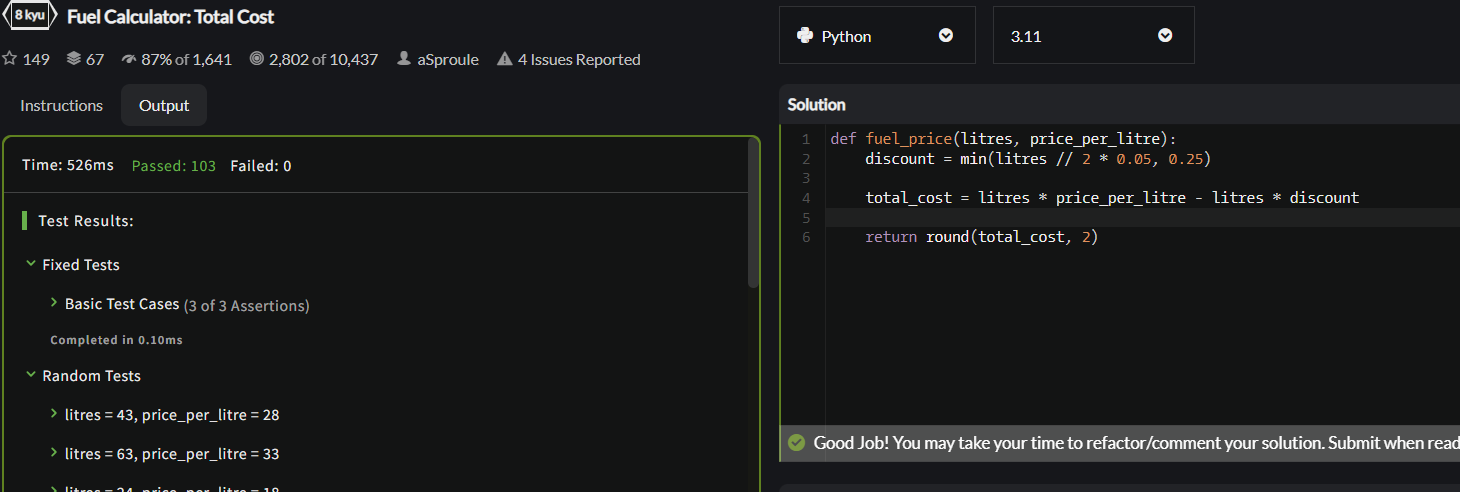 8 kyu Fuel Calculator: Total Cost
149 67 87% of 1,641 2,802 of 10,437 aSproule 4 Issues Reported
Instructions Output
Time: 526ms Passed: 103 Failed: 0
Test Results:
Fixed Tests
Basic Test Cases (3 of 3 Assertions)
Completed in 0.10ms
Random Tests
litres = 43, price_per_litre = 28
litres = 63, price_per_litre = 33
litres = 24, price_per_litre = 18
Python 3.11
Solution
1 def fuel_price(litres, price_per_litre):
2 discount = min(litres // 2 * 0.05, 0.25)
3
4 total_cost = litres * price_per_litre - litres * discount
5
6 return round(total_cost, 2)
Good Job! You may take your time to refactor/comment your solution. Submit when read